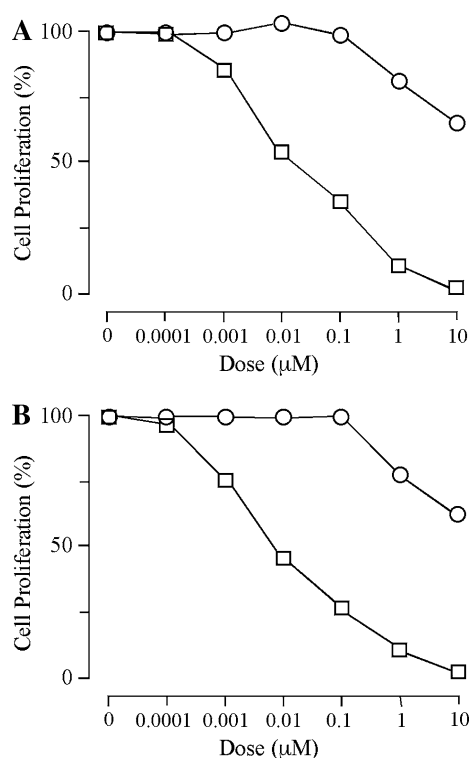 A
Cell Proliferation (%)
100
50
0
0 0.0001 0.001 0.01 0.1 1 10
Dose (μM)
B
Cell Proliferation (%)
100
50
0
0 0.0001 0.001 0.01 0.1 1 10
Dose (μM)